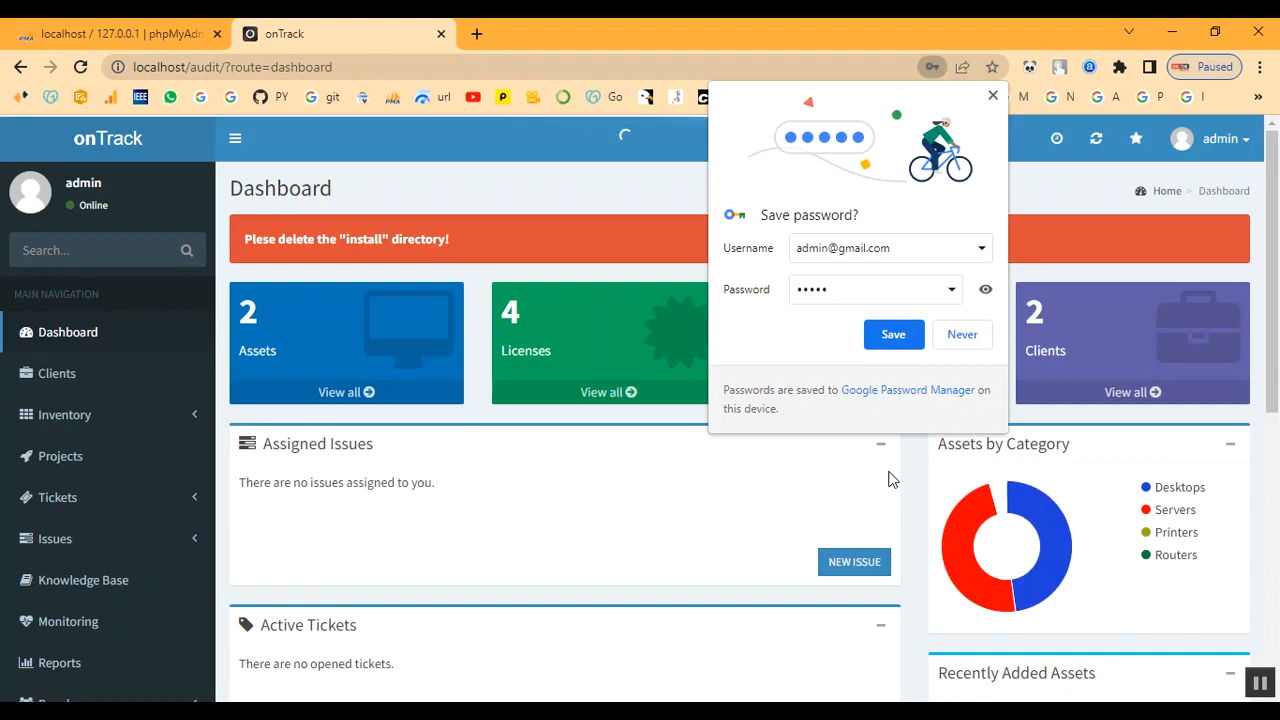 localhost / 127.0.0.1 | phpMyAdn
onTrack
localhost/audit/?route=dashboard
Paused
IEEE
PY
git
PMA
url
Go
M
N
A
P
I
onTrack
admin
admin
Online
Search...
MAIN NAVIGATION
Dashboard
Clients
Inventory
Projects
Tickets
Issues
Knowledge Base
Monitoring
Reports
Dashboard
Home > Dashboard
Plese delete the "install" directory!
2
Assets
View all
4
Licenses
View all
2
Clients
View all
Save password?
Username
admin@gmail.com
Password
•••••
Save
Never
Passwords are saved to Google Password Manager on
this device.
Assigned Issues
There are no issues assigned to you.
NEW ISSUE
Active Tickets
There are no opened tickets.
Assets by Category
Desktops
Servers
Printers
Routers
Recently Added Assets